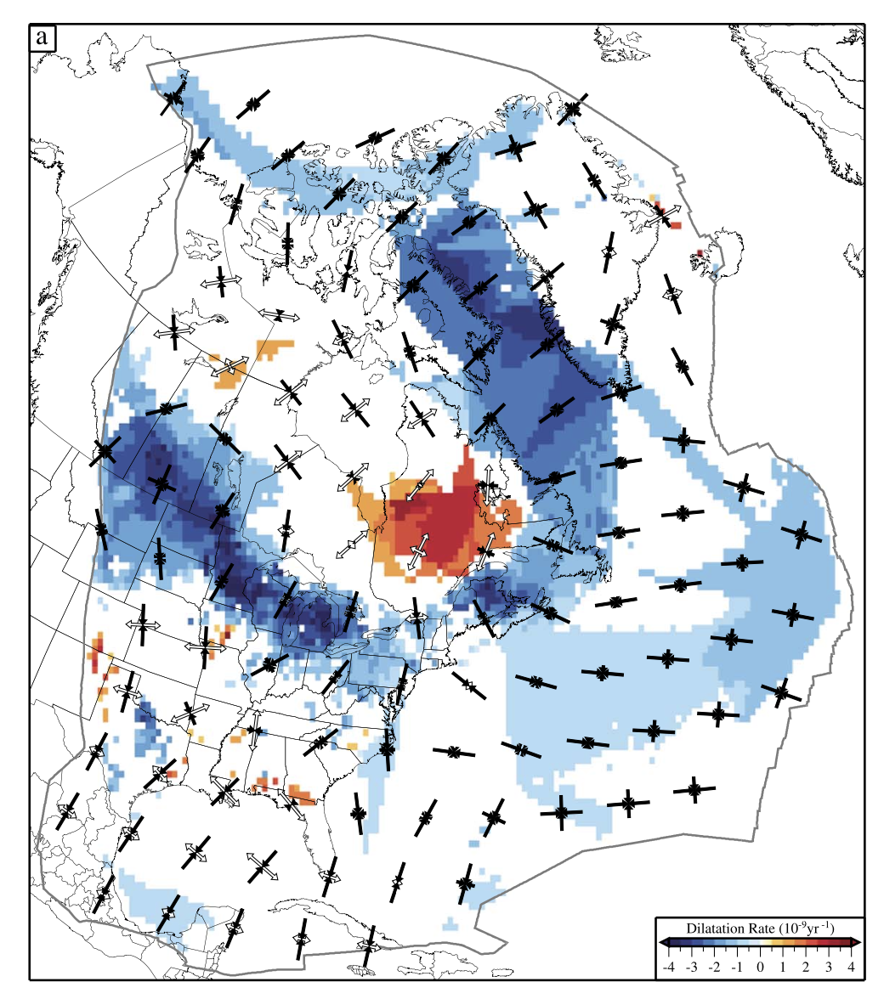 a
Dilatation Rate (10⁻⁹yr⁻¹)
-4 -3 -2 -1 0 1 2 3 4